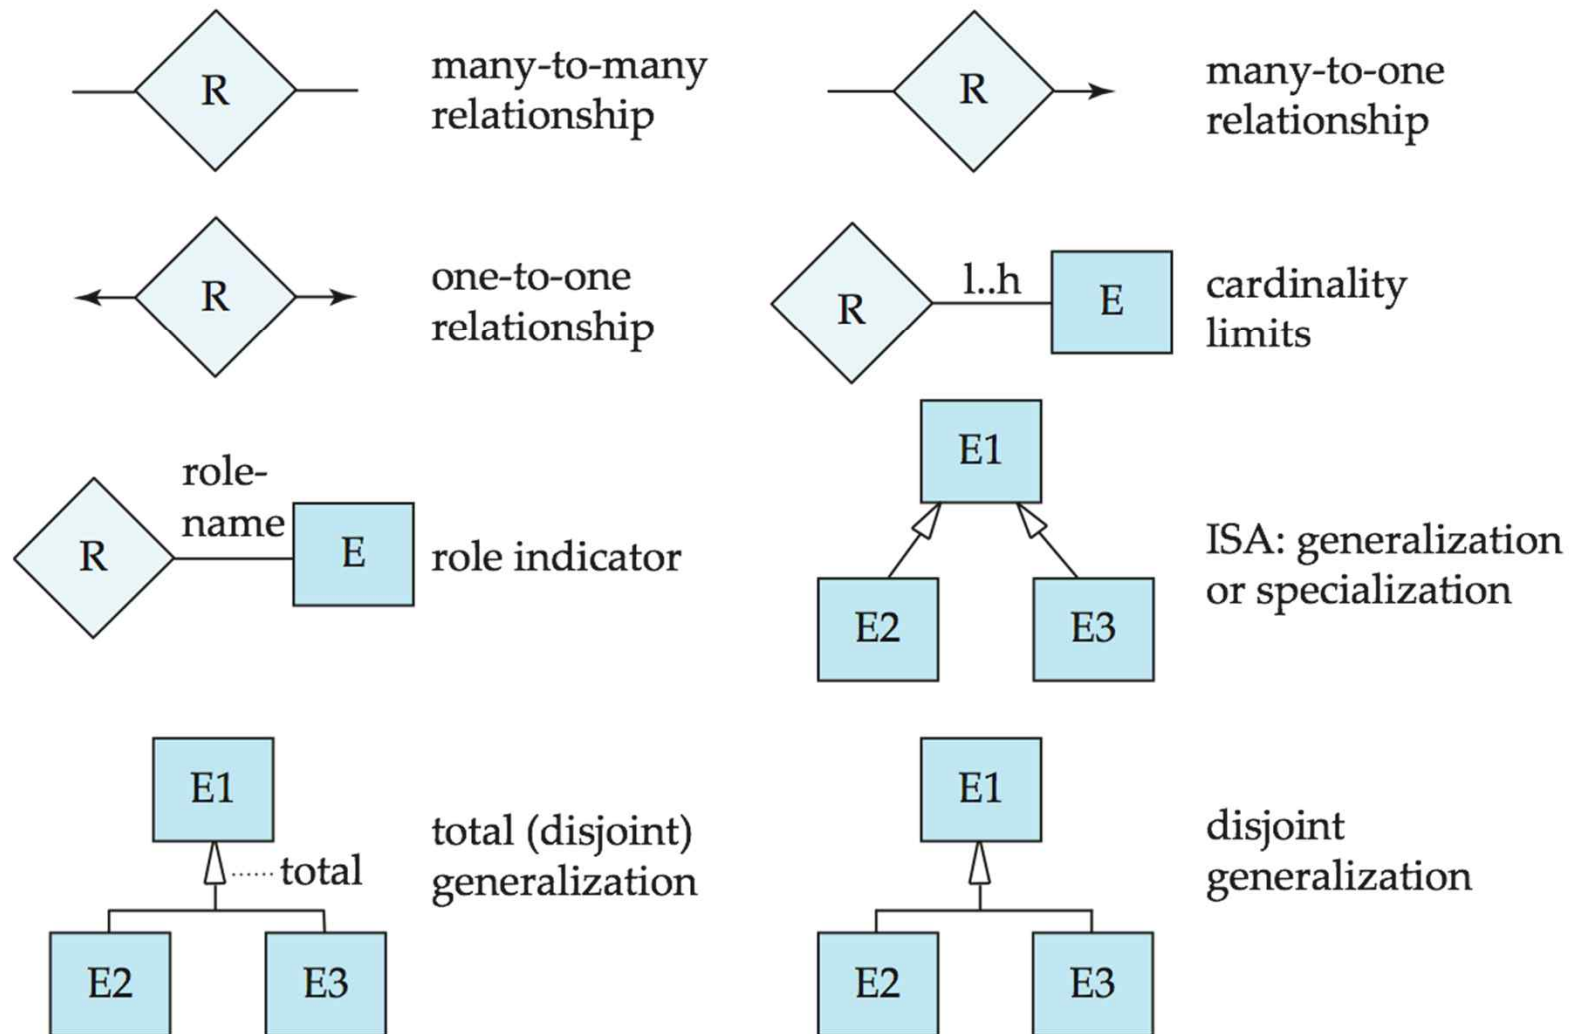 R
many-to-many
relationship
R
many-to-one
relationship
R
one-to-one
relationship
R
l..h
E
cardinality
limits
R
role-
name
E
role indicator
E1
E2
E3
ISA: generalization
or specialization
E1
total
E2
E3
total (disjoint)
generalization
E1
E2
E3
disjoint
generalization